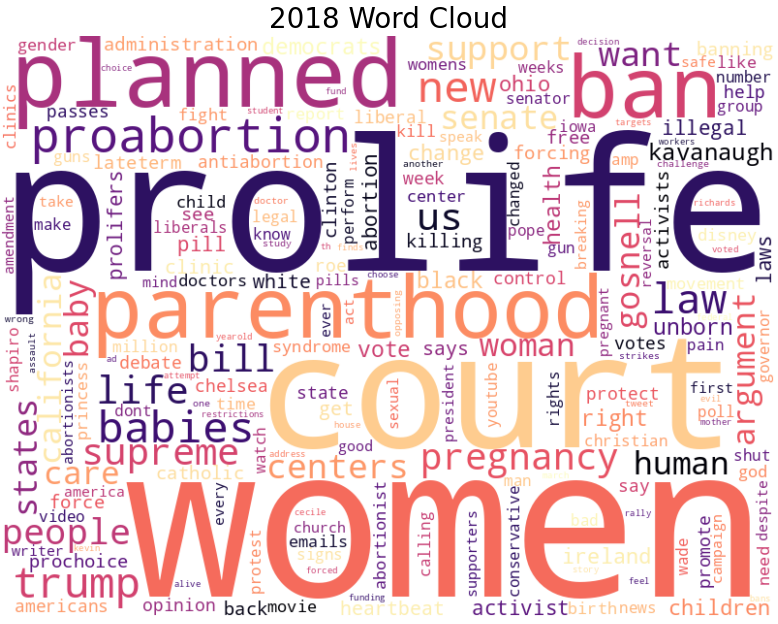 2018 Word Cloud
gender administration democrats support womens weeks want decision banning
choice safe like
clinics planned fund new ohio ban number help
passes fight report liberal senator senate group
guns proabortion student kill speak iowa free targets illegal
lateterm antiabortion lives change forcing amp workers kavanaugh
another challenge
prolife
amendment take child doctor clinton perform abortion week center us changed health gosnell richards
make prolifers see legal liberals know pill study killing pope gun breaking reversal activists disney voted laws
clinic roe th finds
mind doctors white pills choose black control pregnant movement
wrong california baby parenthood act ever opposing law
unborn
assault million syndrome vote says woman votes pain governor
shapiro princess debate bill yearold strikes argument
ad attempt court
life chelsea state president youtube protect first
abortionists dont one time get sexual rights right poll tweet evil
states babies restrictions house christian mother
watch good
supreme address centers pregnancy human shut
care catholic man say god
america force every women
people video cecile church emails abortionist calling conservative bad rally need despite
writer kevin prochoice protest signs supporters ireland wade promote campaign
trump alive forced story feel
americans opinion back movie funding heartbeat activist birth news children